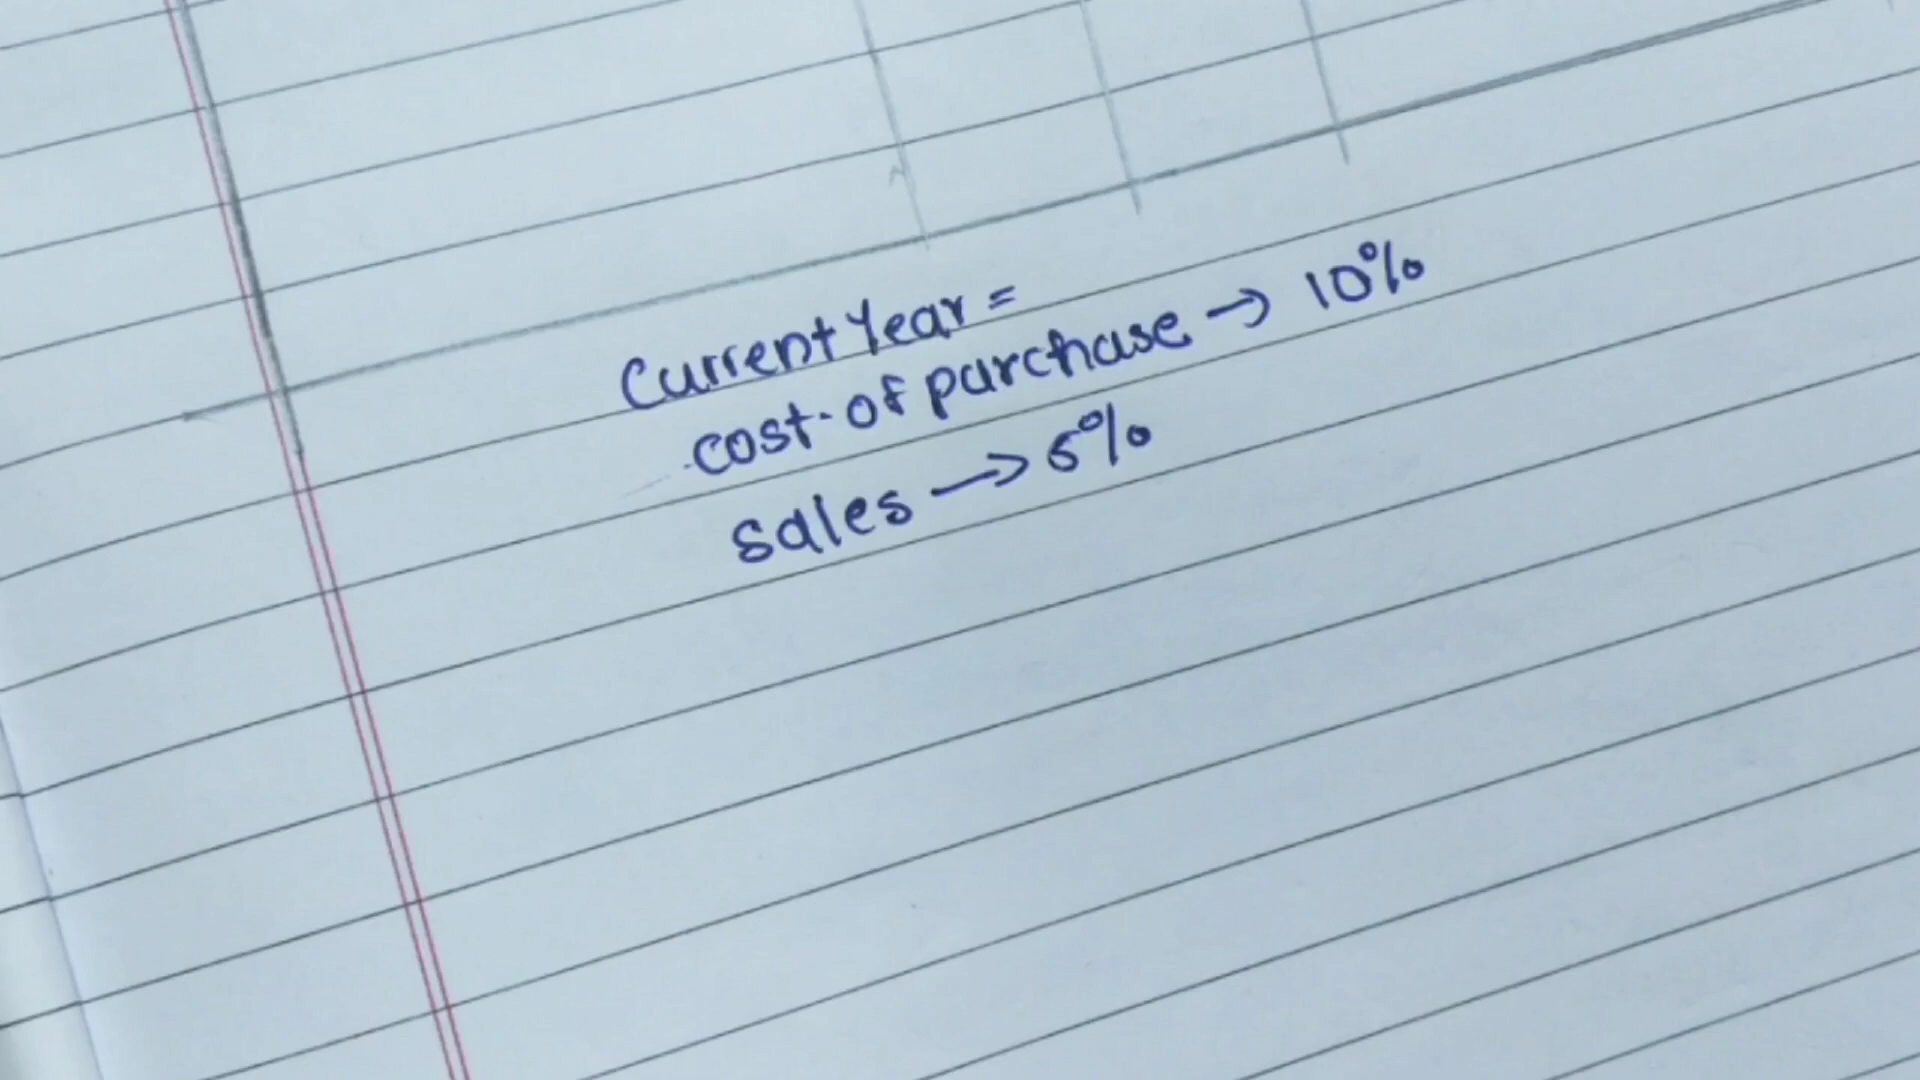 Current Year =
cost of purchase → 10%
sales → 5%